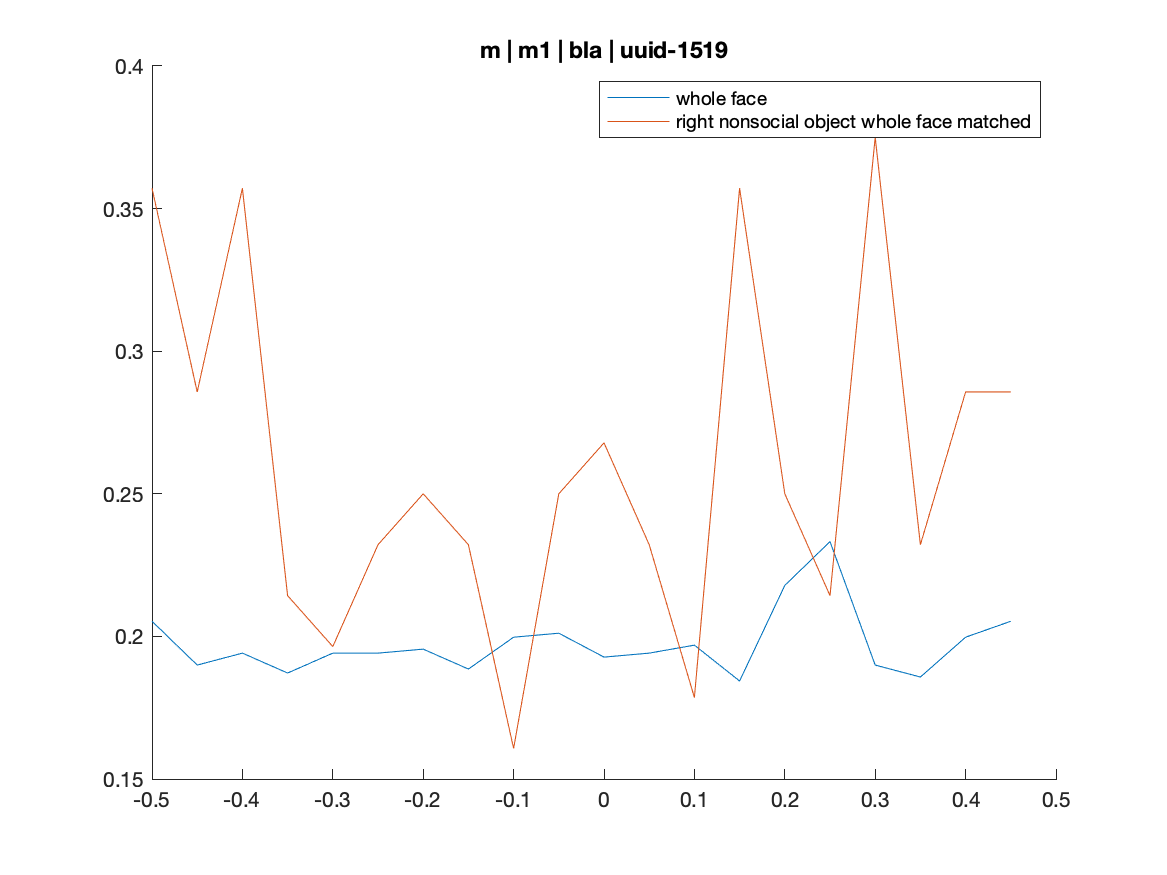 m | m1 | bla | uuid-1519
0.4
whole face
right nonsocial object whole face matched
0.35
0.3
0.25
0.2
0.15
-0.5 -0.4 -0.3 -0.2 -0.1 0 0.1 0.2 0.3 0.4 0.5